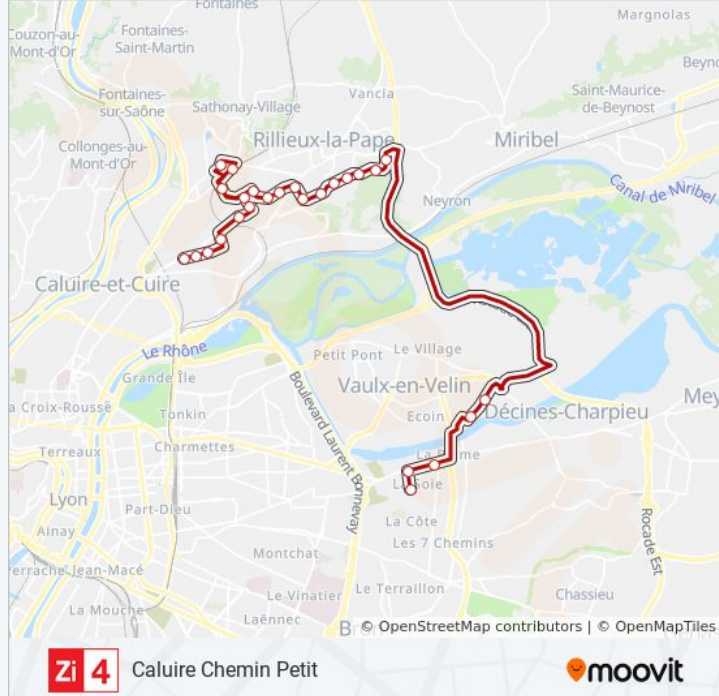 Fontaines
Margnolas
Couzon-au-
Mont-d'Or
Fontaines-
Saint-Martin
Beyno
Vancia
Saint-Maurice-
de-Beynost
Fontaines-
sur-Saône
Sathonay-Village
Rillieux-la-Pape
Miribel
Collonges-au-
Mont-d'Or
Neyron
Canal de Miribel
Caluire-et-Cuire
Le Rhône
Petit Pont
Le Village
Grande Île
Vaulx-en-Velin
Mey
a Croix-Rousse
Tonkin
Ecoin
Décines-Charpieu
Boulevard Laurent Bonnevay
Charmettes
Terreaux
La Soie
Lyon
Part-Dieu
La Côte
Ainay
Les 7 Chemins
Rocade Est
Montchat
Perrache
Jean-Macé
Le Vinatier
Le Terraillon
Chassieu
La Mouche
Laënnec
© OpenStreetMap contributors | © OpenMapTiles
Zi 4 Caluire Chemin Petit
moovit